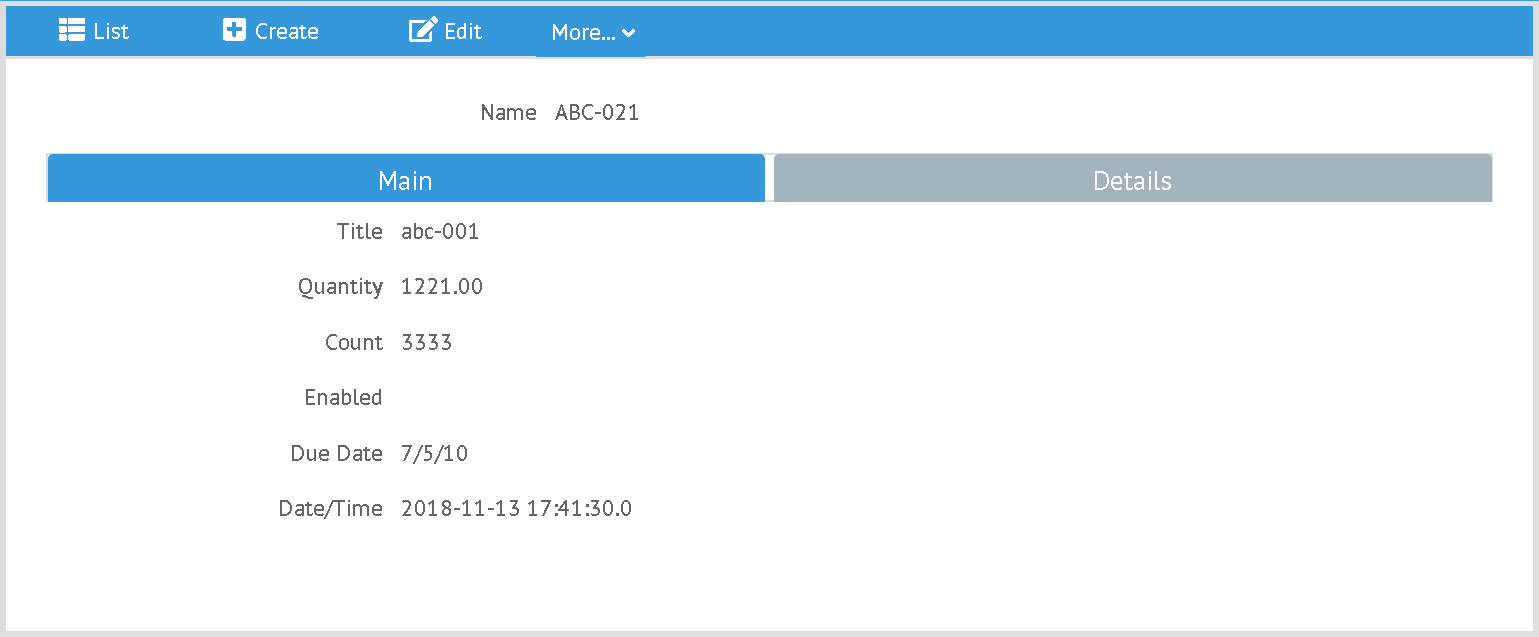 List Create Edit More...
Name ABC-021
Main Details
Title abc-001
Quantity 1221.00
Count 3333
Enabled
Due Date 7/5/10
Date/Time 2018-11-13 17:41:30.0